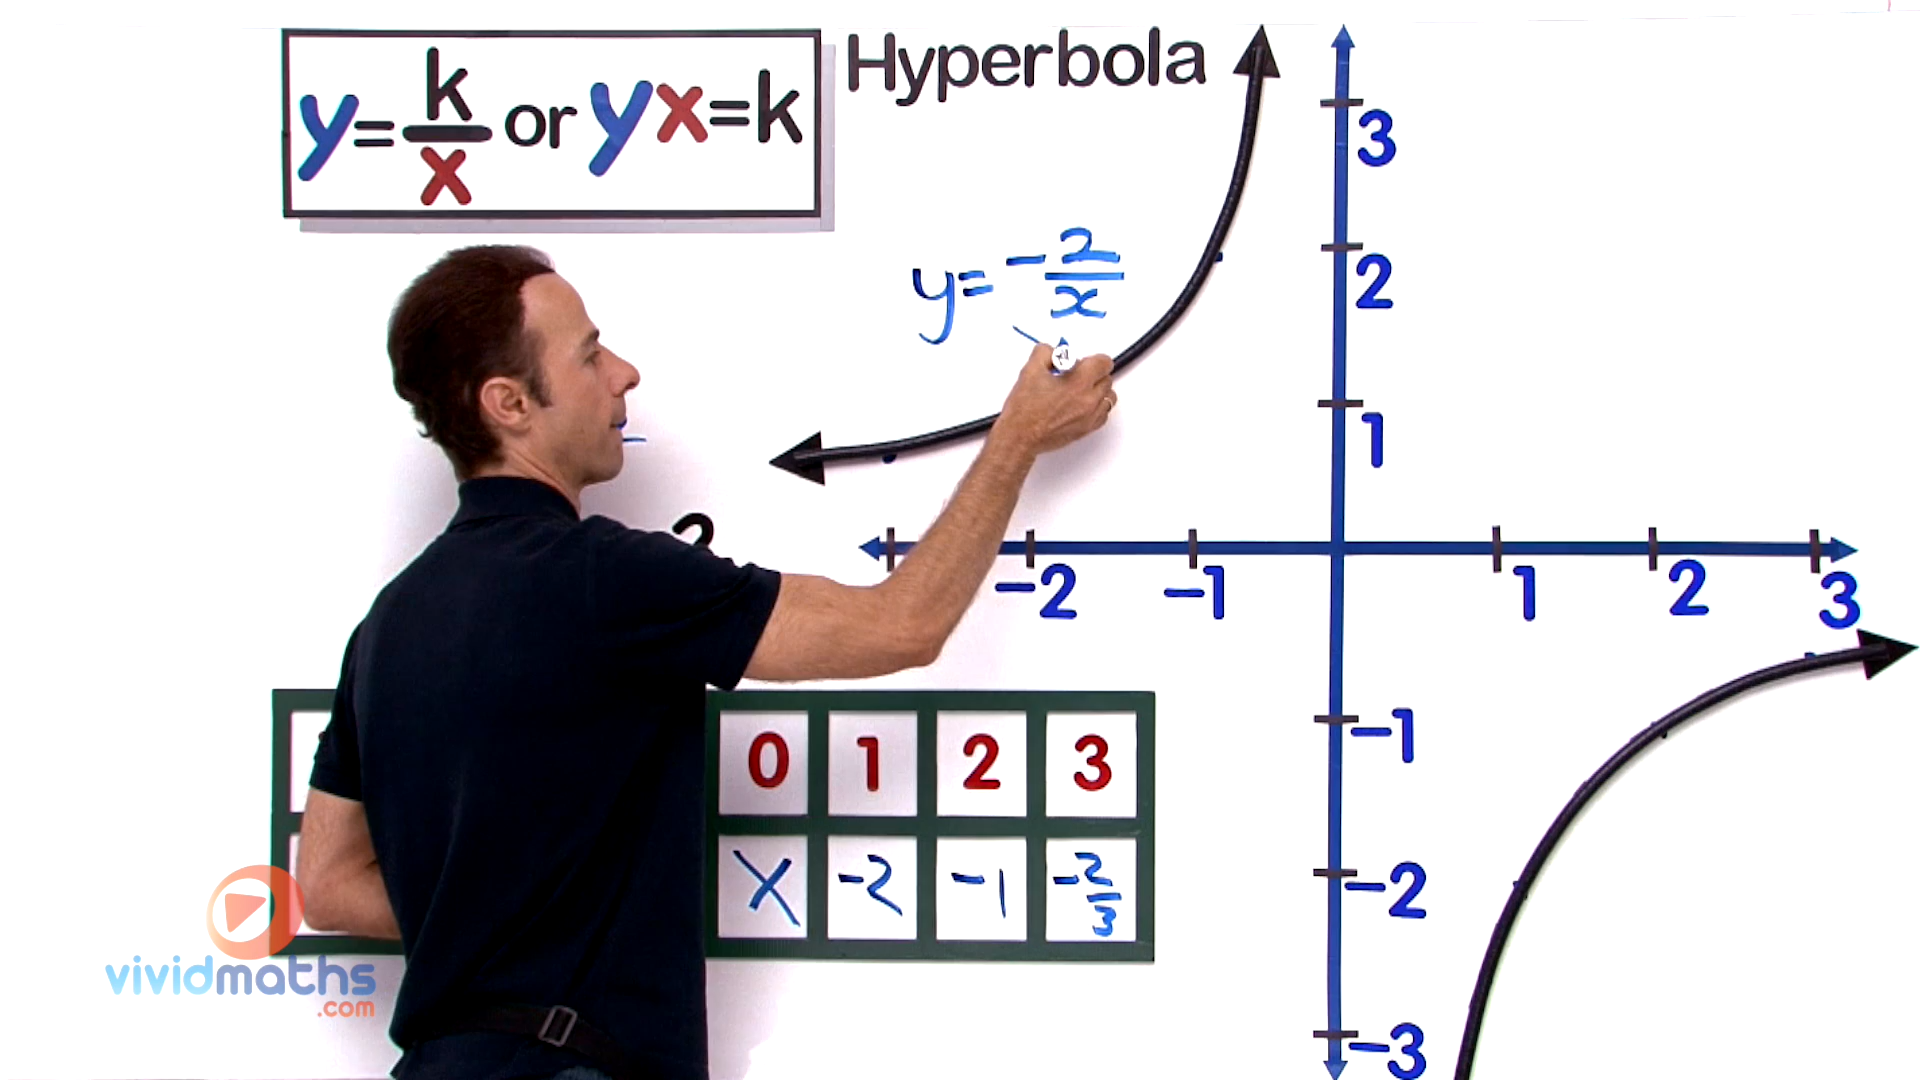 y = k/x or yx = k
Hyperbola
y = -2/x
3
2
1
-2 -1 1 2 3
-1
-2
-3
0 1 2 3
X -2 -1 -2/3
vividmaths
.com